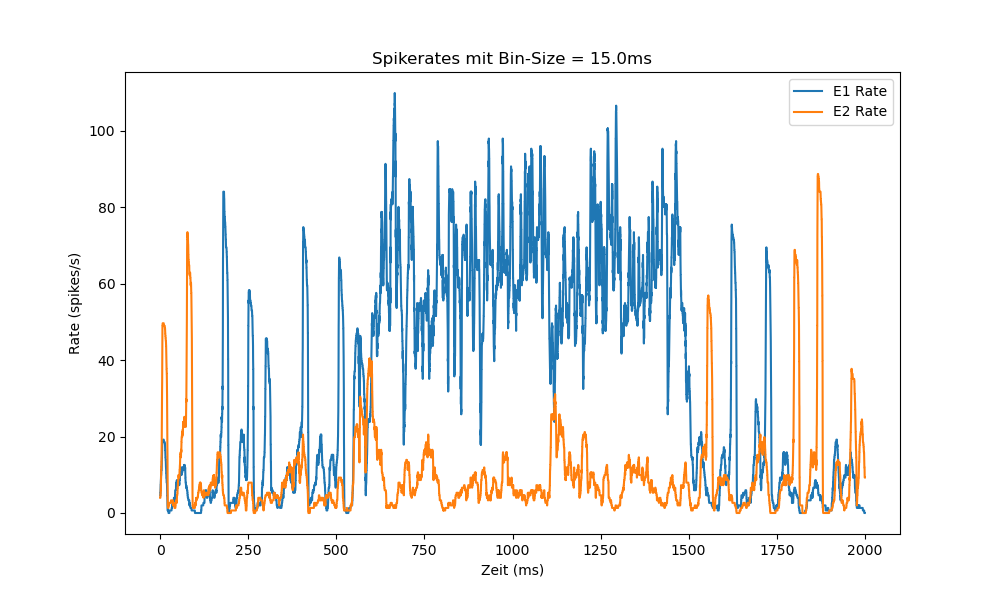 Spikerates mit Bin-Size = 15.0ms
E1 Rate
E2 Rate
Rate (spikes/s)
100
80
60
40
20
0
0 250 500 750 1000 1250 1500 1750 2000
Zeit (ms)